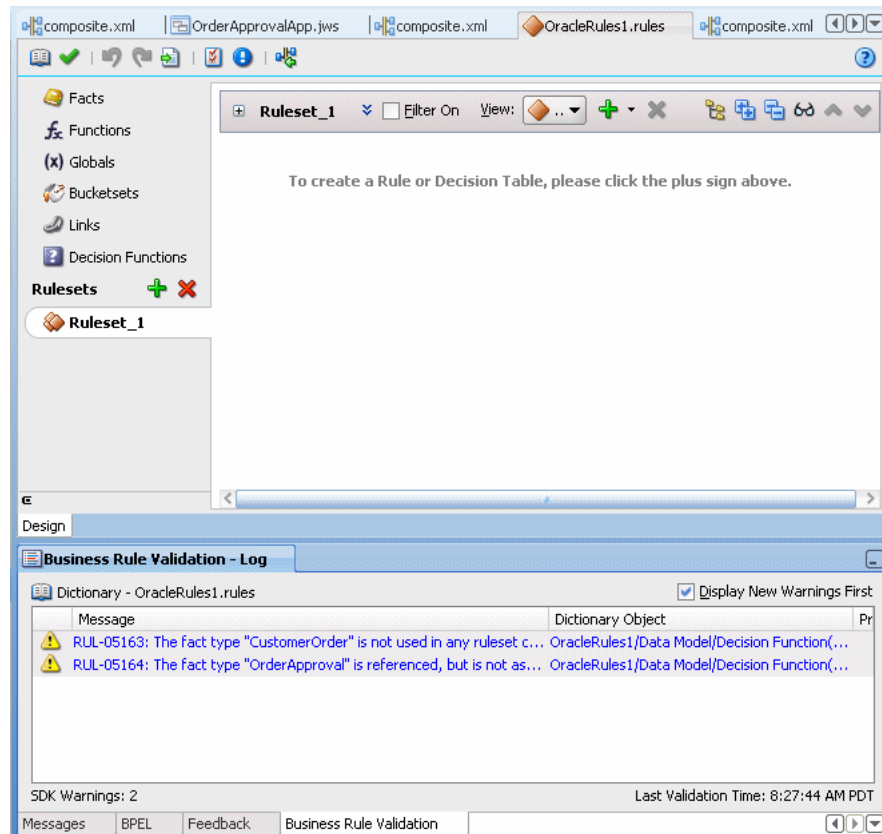 composite.xml OrderApprovalApp.jws composite.xml OracleRules1.rules composite.xml
Facts
Functions
(x) Globals
Bucketsets
Links
Decision Functions
Rulesets
Ruleset_1
Ruleset_1 Filter On View: ..
To create a Rule or Decision Table, please click the plus sign above.
Design
Business Rule Validation - Log
Dictionary - OracleRules1.rules Display New Warnings First
Message Dictionary Object Pr
RUL-05163: The fact type "CustomerOrder" is not used in any ruleset c... OracleRules1/Data Model/Decision Function(...
RUL-05164: The fact type "OrderApproval" is referenced, but is not as... OracleRules1/Data Model/Decision Function(...
SDK Warnings: 2 Last Validation Time: 8:27:44 AM PDT
Messages BPEL Feedback Business Rule Validation